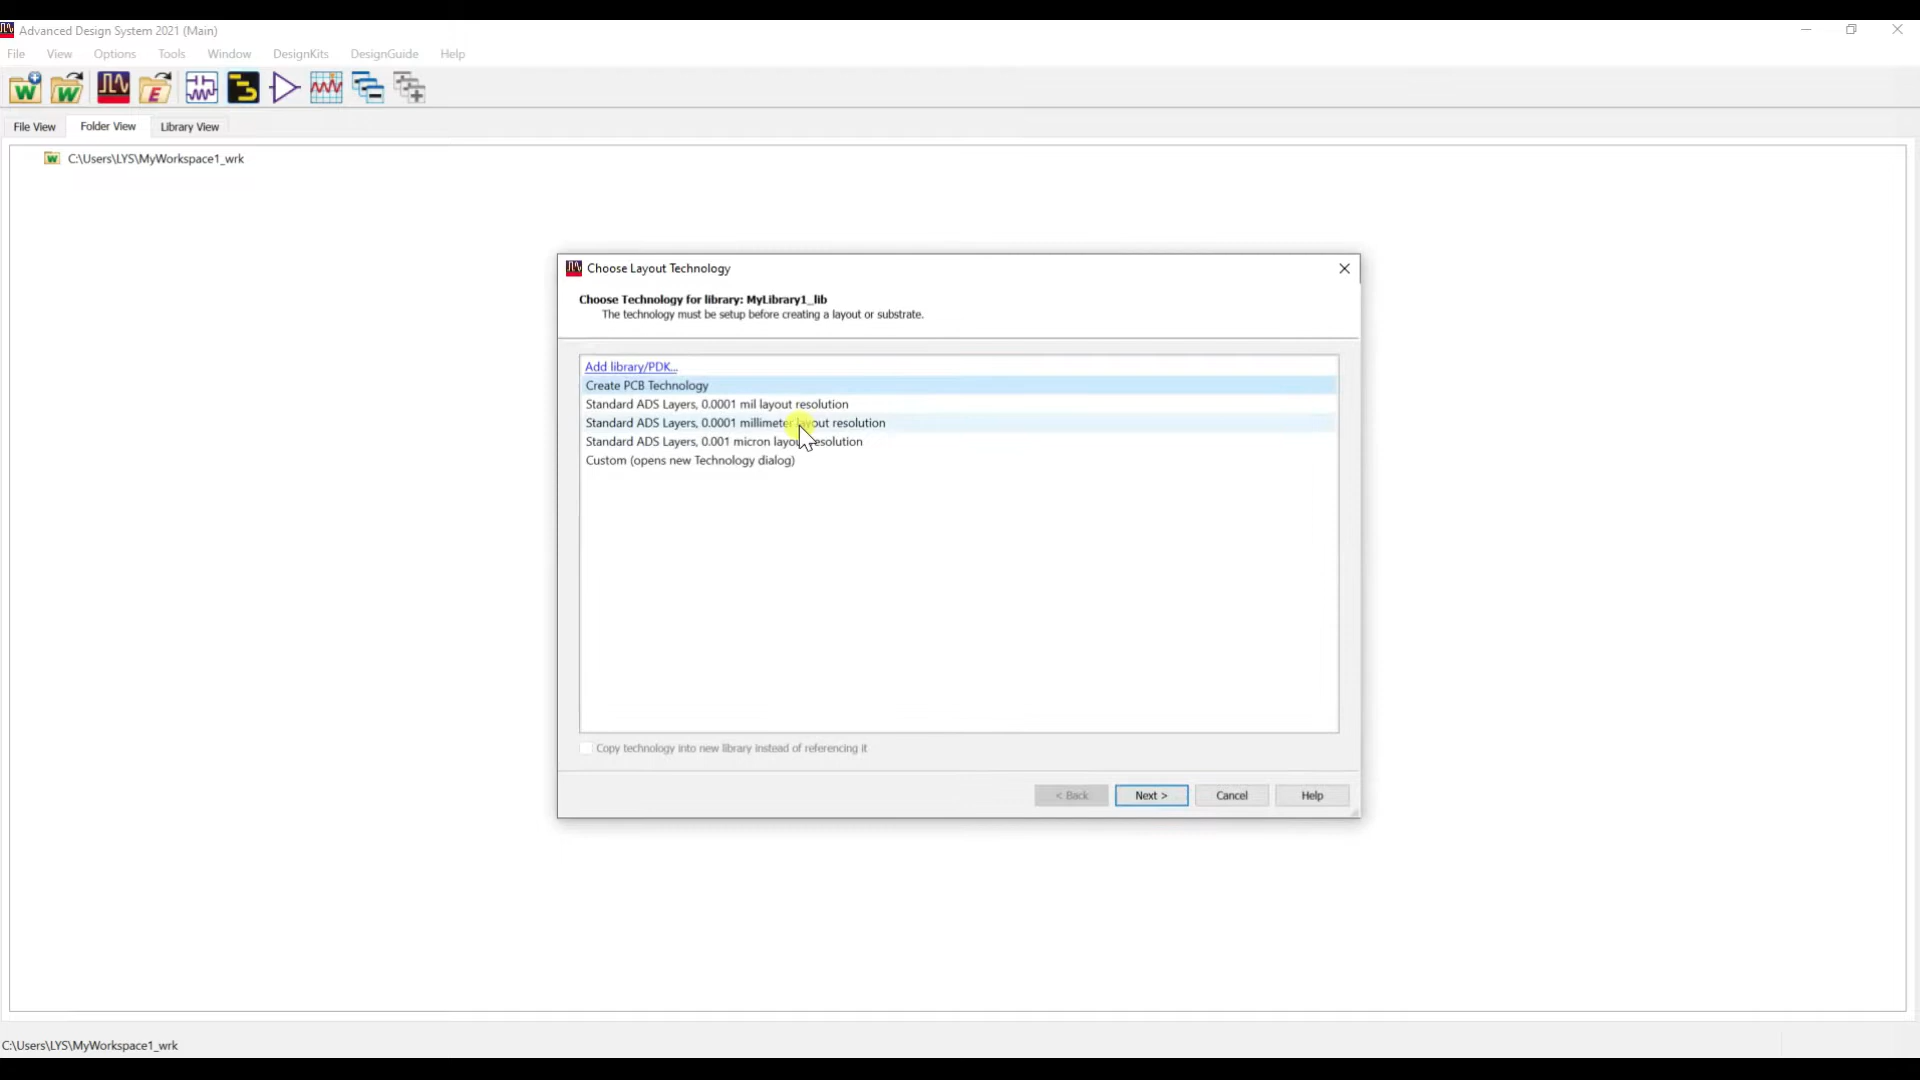 Advanced Design System 2021 (Main)
File View Options Tools Window DesignKits DesignGuide Help
File View Folder View Library View
C:\Users\LYS\MyWorkspace1_wrk
Choose Layout Technology
Choose Technology for library: MyLibrary1_lib
The technology must be setup before creating a layout or substrate.
Add library/PDK...
Create PCB Technology
Standard ADS Layers, 0.0001 mil layout resolution
Standard ADS Layers, 0.0001 millimeter layout resolution
Standard ADS Layers, 0.001 micron layout resolution
Custom (opens new Technology dialog)
Copy technology into new library instead of referencing it
< Back Next > Cancel Help
C:\Users\LYS\MyWorkspace1_wrk